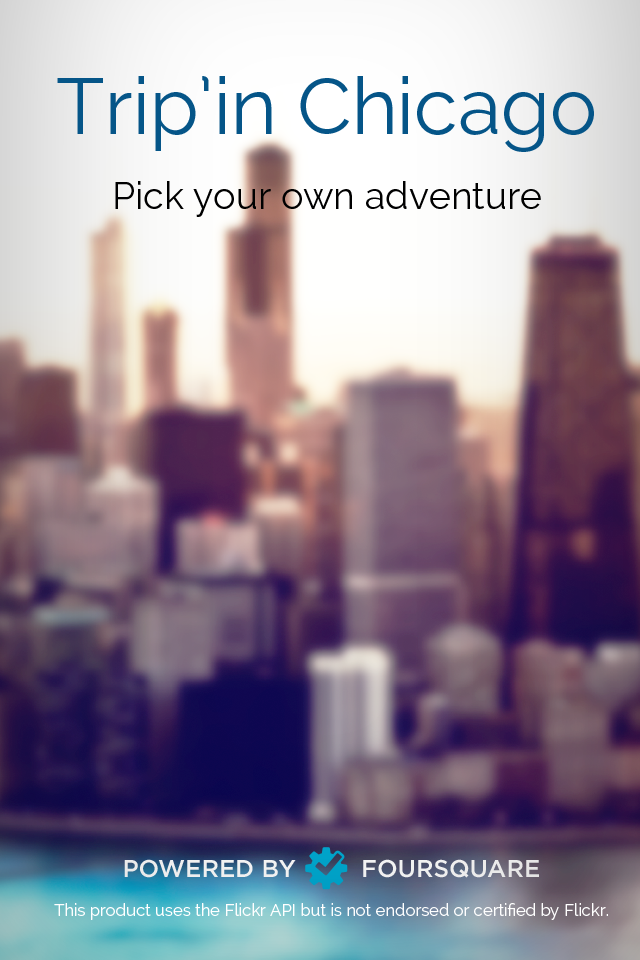 Trip'in Chicago
Pick your own adventure
POWERED BY FOURSQUARE
This product uses the Flickr API but is not endorsed or certified by Flickr.